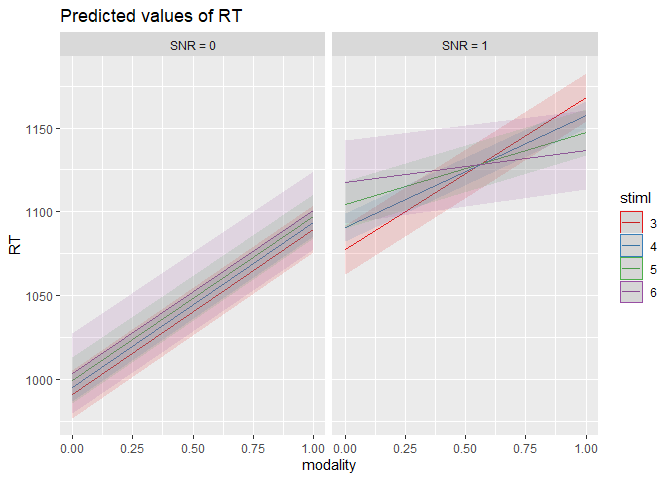 Predicted values of RT
SNR = 0
SNR = 1
RT
1150
1100
1050
1000
0.00 0.25 0.50 0.75 1.00
0.00 0.25 0.50 0.75 1.00
modality
stiml
3
4
5
6